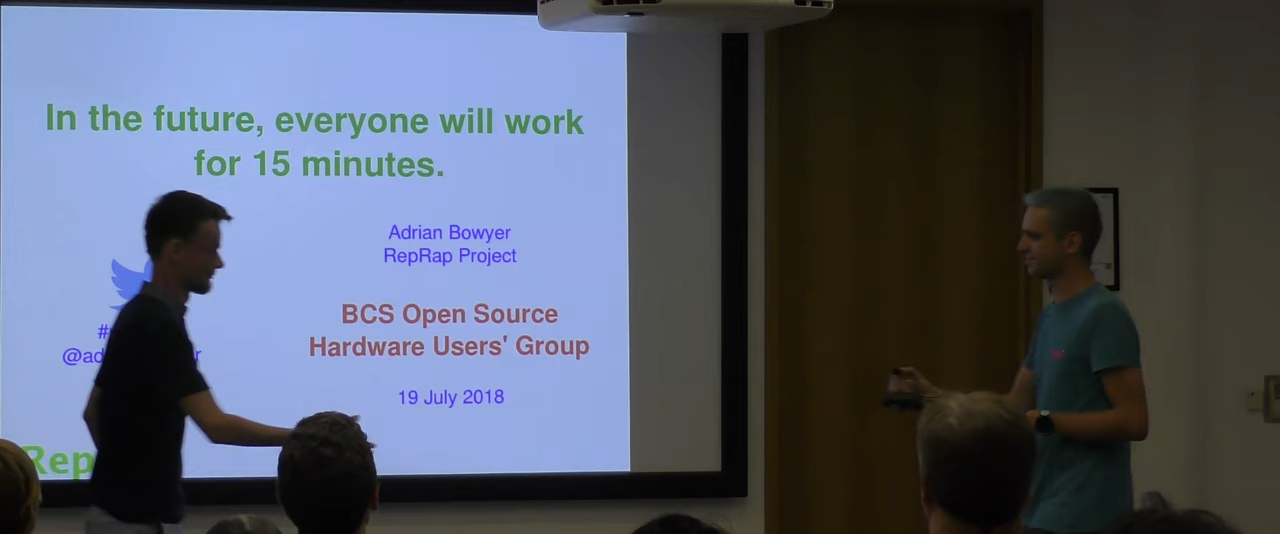 In the future, everyone will work
for 15 minutes.
Adrian Bowyer
RepRap Project
BCS Open Source
Hardware Users' Group
19 July 2018